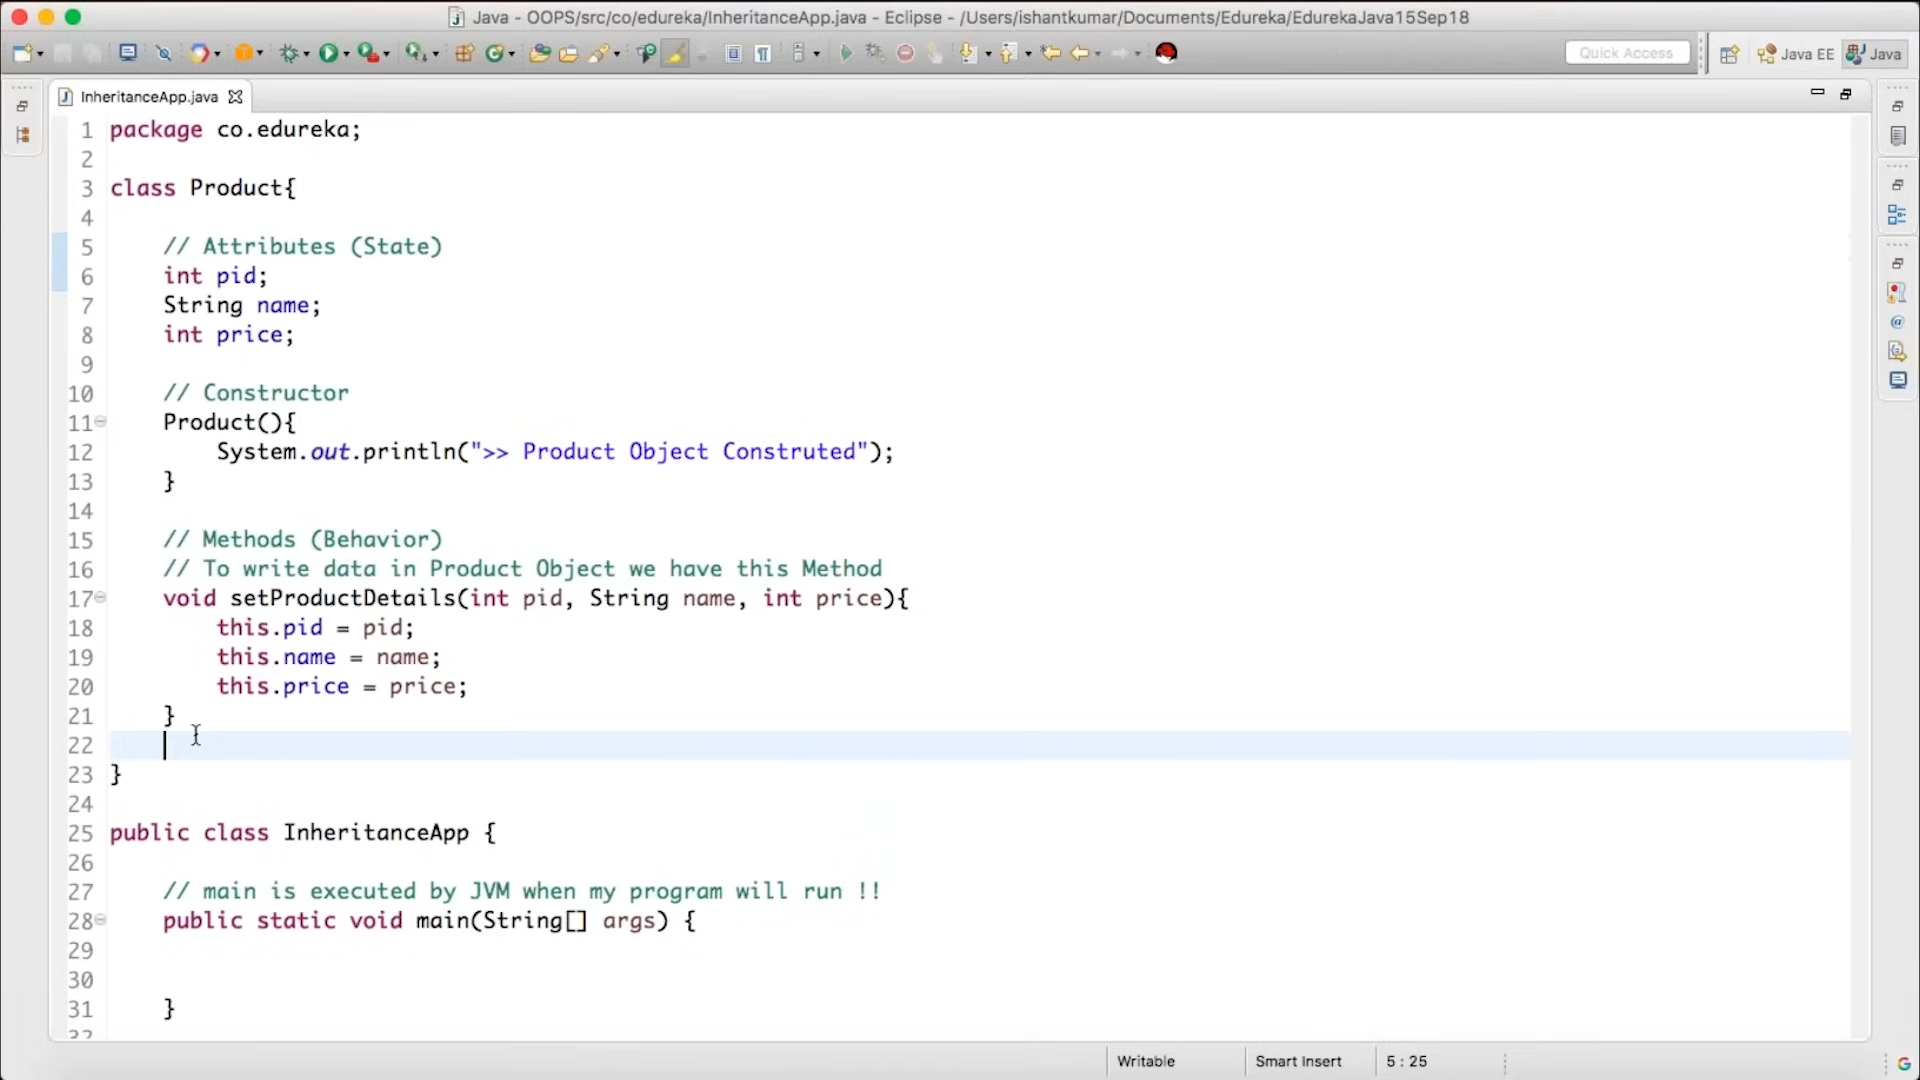 Java - OOPS/src/co/edureka/InheritanceApp.java - Eclipse - /Users/ishantkumar/Documents/Edureka/EdurekaJava15Sep18
Quick Access
Java EE
Java
InheritanceApp.java
1 package co.edureka;
2
3 class Product{
4
5 // Attributes (State)
6 int pid;
7 String name;
8 int price;
9
10 // Constructor
11 Product(){
12 System.out.println(">> Product Object Construted");
13 }
14
15 // Methods (Behavior)
16 // To write data in Product Object we have this Method
17 void setProductDetails(int pid, String name, int price){
18 this.pid = pid;
19 this.name = name;
20 this.price = price;
21 }
22
23 }
24
25 public class InheritanceApp {
26
27 // main is executed by JVM when my program will run !!
28 public static void main(String[] args) {
29
30
31 }
32
Writable
Smart Insert
5 : 25